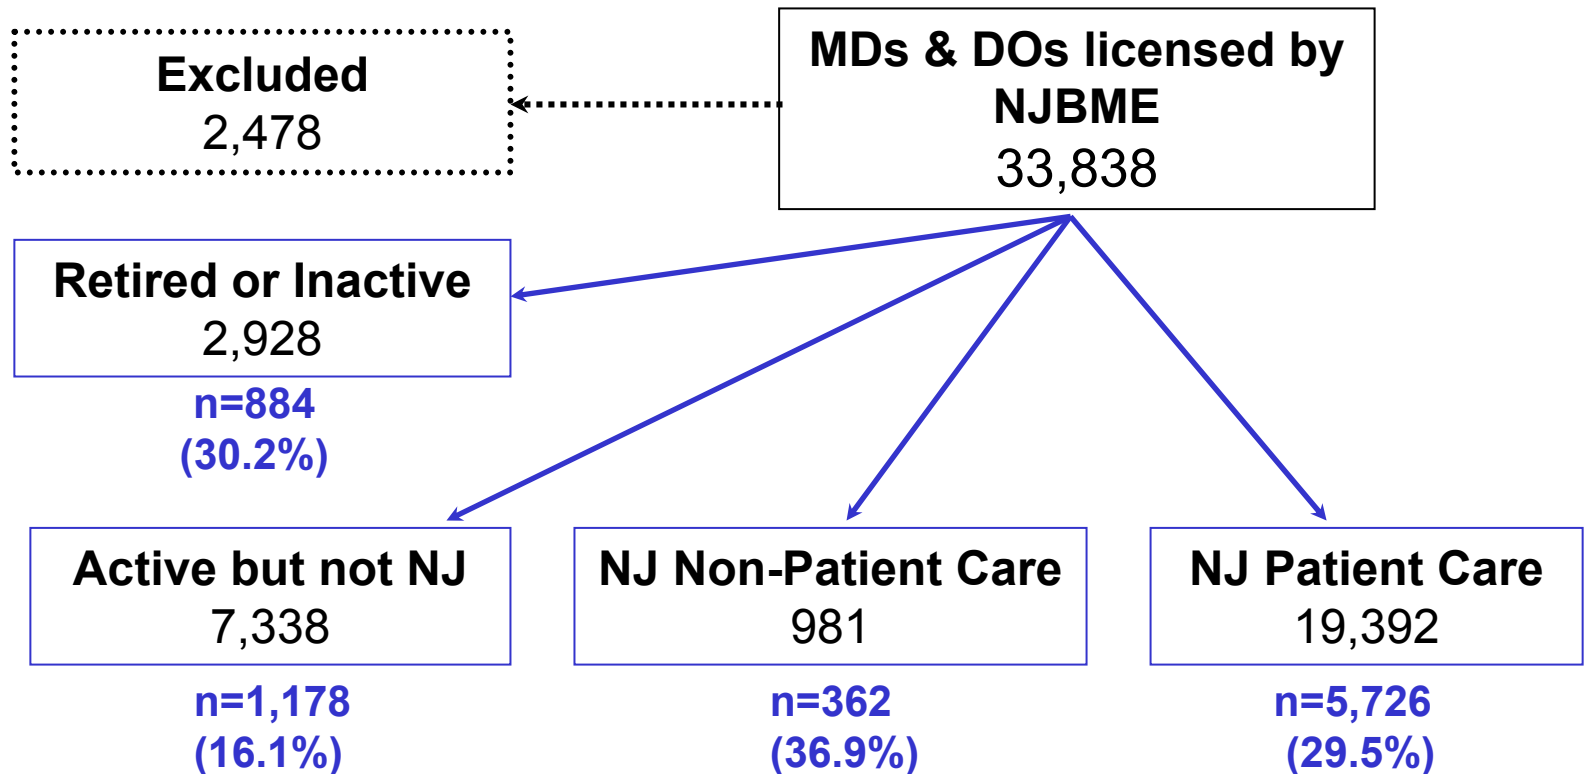 Excluded
2,478
MDs & DOs licensed by
NJBME
33,838
Retired or Inactive
2,928
n=884
(30.2%)
Active but not NJ
7,338
n=1,178
(16.1%)
NJ Non-Patient Care
981
n=362
(36.9%)
NJ Patient Care
19,392
n=5,726
(29.5%)